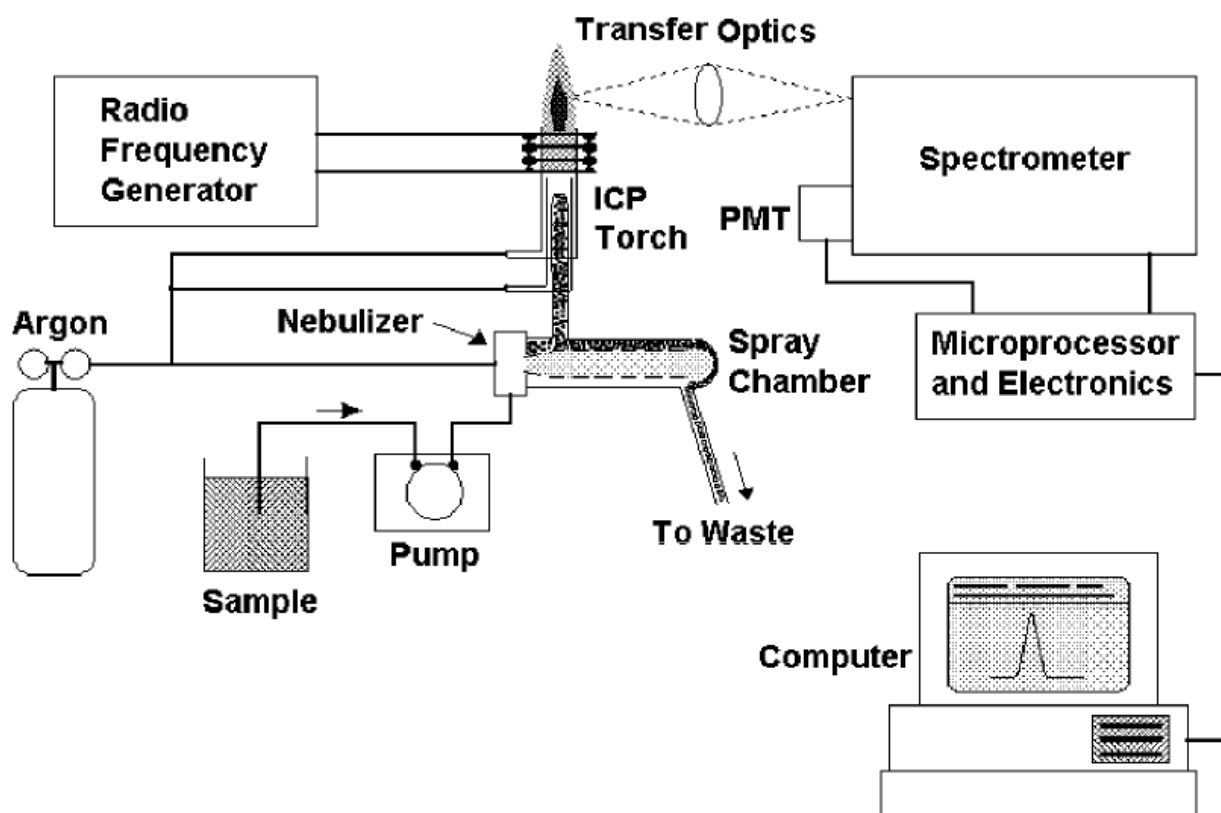 Transfer Optics
Radio
Frequency
Generator
Spectrometer
ICP
Torch
PMT
Argon
Nebulizer
Spray
Chamber
Microprocessor
and Electronics
Pump
To Waste
Sample
Computer